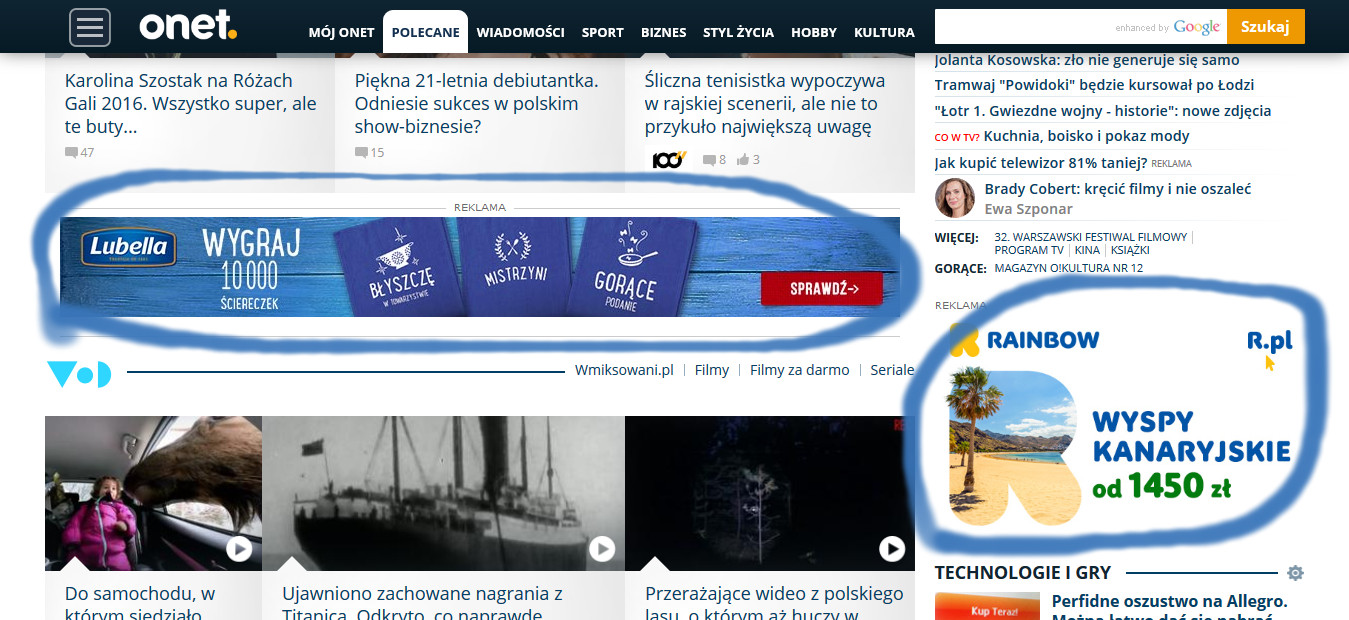 onet.
MÓJ ONET POLECANE WIADOMOŚCI SPORT BIZNES STYL ŻYCIA HOBBY KULTURA
enhanced by Google Szukaj
Karolina Szostak na Różach
Gali 2016. Wszystko super, ale
te buty...
47
Piękna 21-letnia debiutantka.
Odniesie sukces w polskim
show-biznesie?
15
Śliczna tenisistka wypoczywa
w rajskiej scenerii, ale nie to
przykuło największą uwagę
100 8 3
Jolanta Kosowska: zło nie generuje się samo
Tramwaj "Powidoki" będzie kursował po Łodzi
"Łotr 1. Gwiezdne wojny - historie": nowe zdjęcia
CO W TV? Kuchnia, boisko i pokaz mody
Jak kupić telewizor 81% taniej? REKLAMA
Brady Cobert: kręcić filmy i nie oszaleć
Ewa Szponar
WIĘCEJ: 32. WARSZAWSKI FESTIWAL FILMOWY
PROGRAM TV KINA KSIĄŻKI
GORĄCE: MAGAZYN O!KULTURA NR 12
REKLAMA
Lubella
WYGRAJ
10 000
ŚCIERECZEK
BŁYSZCZĘ
W TOWARZYSTWIE
MISTRZYNI
GORĄCE
PODANIE
SPRAWDŹ
REKLAMA
RAINBOW
R.pl
WYSPY
KANARYJSKIE
od 1450 zł
VOD
Wmiksowani.pl Filmy Filmy za darmo Seriale
Do samochodu, w
którym siedziało
Ujawniono zachowane nagrania z
Titanica. Odkryto, co naprawdę
Przerażające wideo z polskiego
lasu, o którym aż huczy w
TECHNOLOGIE I GRY
Kup Teraz!
Perfidne oszustwo na Allegro.
Można łatwo dać się nabrać